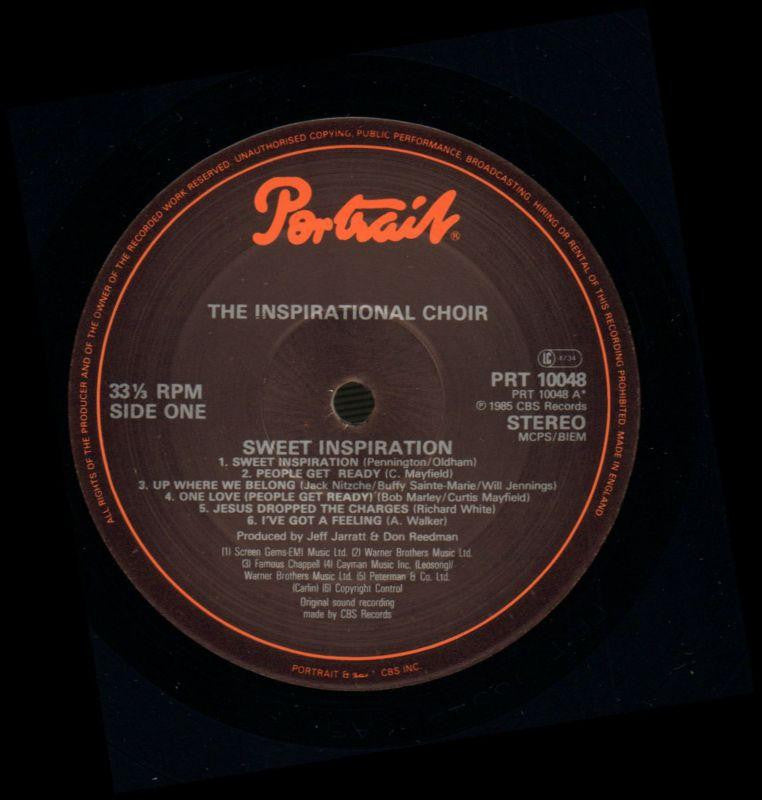 ALL RIGHTS OF THE PRODUCER AND OF THE OWNER OF THE RECORDED WORK RESERVED. UNAUTHORISED COPYING, PUBLIC PERFORMANCE, BROADCASTING, HIRING OR RENTAL OF THIS RECORDING PROHIBITED. MADE IN ENGLAND
Portrait®
THE INSPIRATIONAL CHOIR
LC 4734
33⅓ RPM
SIDE ONE
PRT 10048
PRT 10048 A*
℗ 1985 CBS Records
STEREO
MCPS/BIEM
SWEET INSPIRATION
1. SWEET INSPIRATION (Pennington/Oldham)
2. PEOPLE GET READY (C. Mayfield)
3. UP WHERE WE BELONG (Jack Nitzche/Buffy Sainte-Marie/Will Jennings)
4. ONE LOVE (PEOPLE GET READY) (Bob Marley/Curtis Mayfield)
5. JESUS DROPPED THE CHARGES (Richard White)
6. I'VE GOT A FEELING (A. Walker)
Produced by Jeff Jarratt & Don Reedman
(1) Screen Gems-EMI Music Ltd. (2) Warner Brothers Music Ltd.
(3) Famous Chappell (4) Cayman Music Inc. (Leosong)/
Warner Brothers Music Ltd. (5) Peterman & Co. Ltd.
(Carlin) (6) Copyright Control
Original sound recording
made by CBS Records
PORTRAIT & CBS INC.